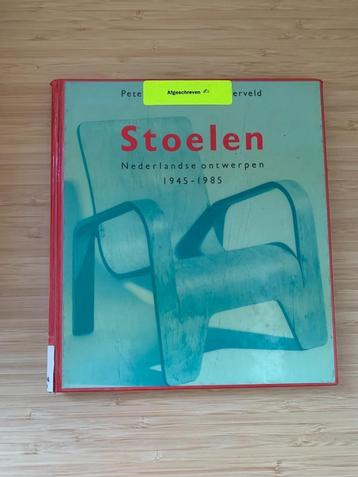 Pete erveld
Afgeschreven
Stoelen
Nederlandse ontwerpen
1945-1985